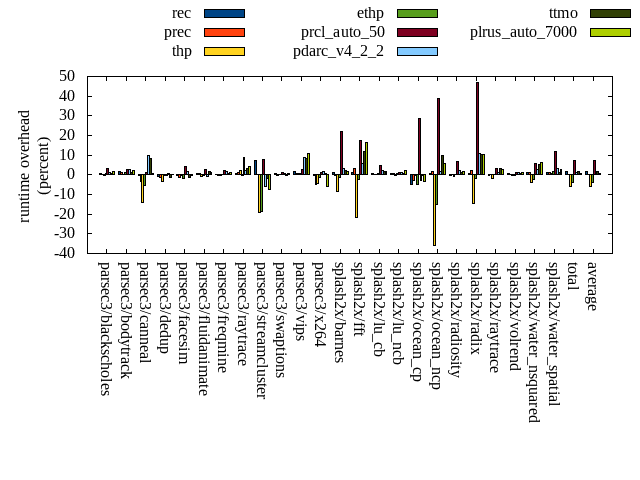 rec ethp ttmo
prec prcl_auto_50 plrus_auto_7000
thp pdarc_v4_2_2
runtime overhead
(percent)
50
40
30
20
10
0
-10
-20
-30
-40
parsec3/blackscholes
parsec3/bodytrack
parsec3/canneal
parsec3/dedup
parsec3/facesim
parsec3/fluidanimate
parsec3/freqmine
parsec3/raytrace
parsec3/streamcluster
parsec3/swaptions
parsec3/vips
parsec3/x264
splash2x/barnes
splash2x/fft
splash2x/lu_cb
splash2x/lu_ncb
splash2x/ocean_cp
splash2x/ocean_ncp
splash2x/radiosity
splash2x/radix
splash2x/raytrace
splash2x/volrend
splash2x/water_nsquared
splash2x/water_spatial
total
average